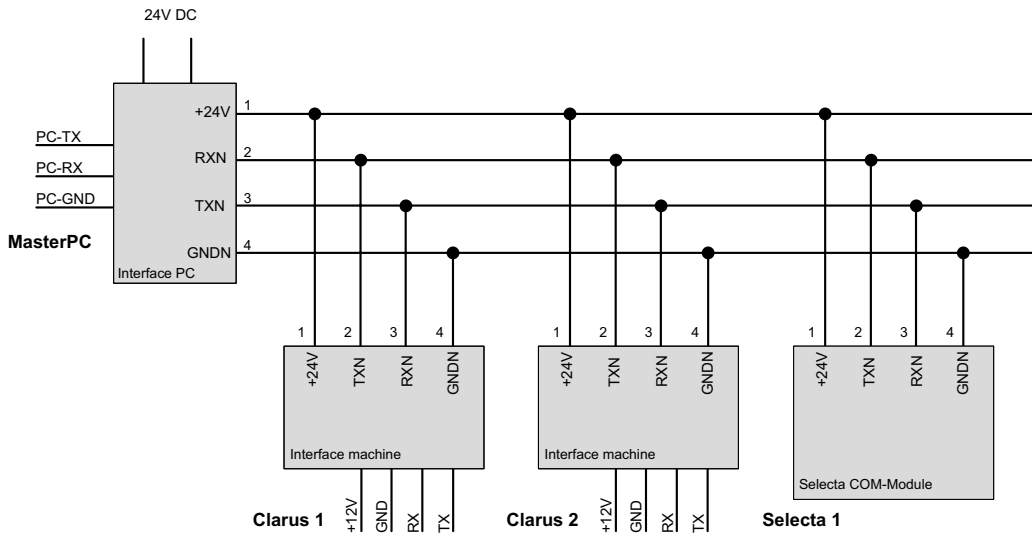 24V DC
+24V
1
PC-TX
RXN
2
PC-RX
TXN
3
PC-GND
MasterPC
GNDN
4
Interface PC
1 2 3 4
1 2 3 4
1 2 3 4
+24V
TXN
RXN
GNDN
+24V
TXN
RXN
GNDN
+24V
TXN
RXN
GNDN
Interface machine
Interface machine
Selecta COM-Module
Clarus 1
+12V
GND
RX
TX
Clarus 2
+12V
GND
RX
TX
Selecta 1